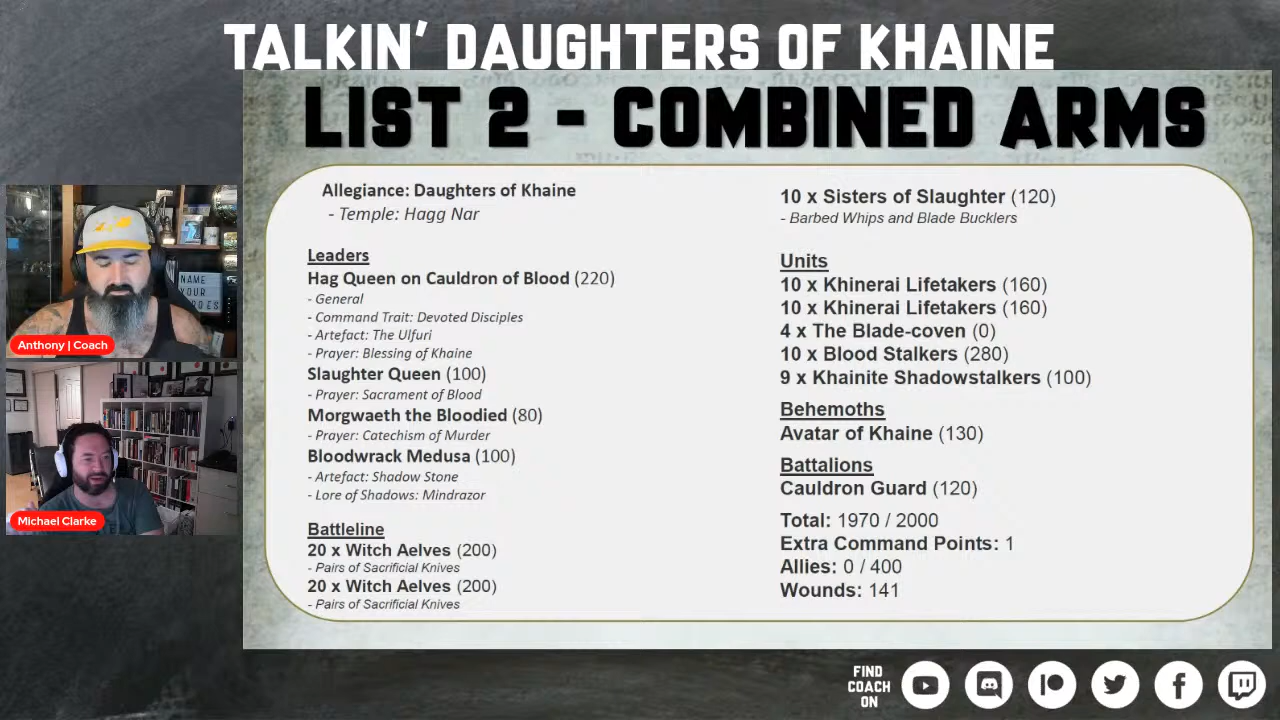 TALKIN' DAUGHTERS OF KHAINE
LIST 2 - COMBINED ARMS
Allegiance: Daughters of Khaine
- Temple: Hagg Nar
Leaders
Hag Queen on Cauldron of Blood (220)
- General
- Command Trait: Devoted Disciples
- Artefact: The Ulfuri
- Prayer: Blessing of Khaine
Slaughter Queen (100)
- Prayer: Sacrament of Blood
Morgwaeth the Bloodied (80)
- Prayer: Catechism of Murder
Bloodwrack Medusa (100)
- Artefact: Shadow Stone
- Lore of Shadows: Mindrazor
Battleline
20 x Witch Aelves (200)
- Pairs of Sacrificial Knives
20 x Witch Aelves (200)
- Pairs of Sacrificial Knives
10 x Sisters of Slaughter (120)
- Barbed Whips and Blade Bucklers
Units
10 x Khinerai Lifetakers (160)
10 x Khinerai Lifetakers (160)
4 x The Blade-coven (0)
10 x Blood Stalkers (280)
9 x Khainite Shadowstalkers (100)
Behemoths
Avatar of Khaine (130)
Battalions
Cauldron Guard (120)
Total: 1970 / 2000
Extra Command Points: 1
Allies: 0 / 400
Wounds: 141
NAME
YOUR
Anthony | Coach
Michael Clarke
FIND
COACH
ON